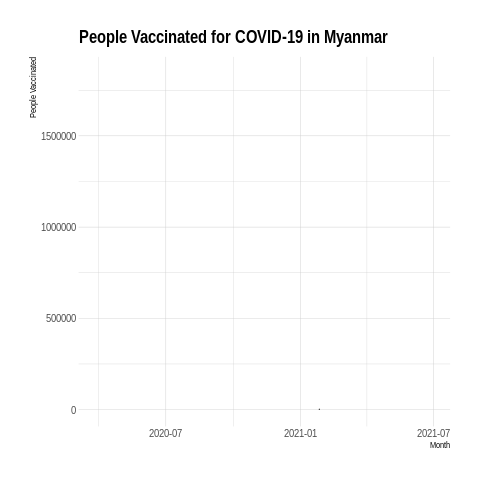 People Vaccinated for COVID-19 in Myanmar
People Vaccinated
1500000
1000000
500000
0
2020-07
2021-01
2021-07
Month